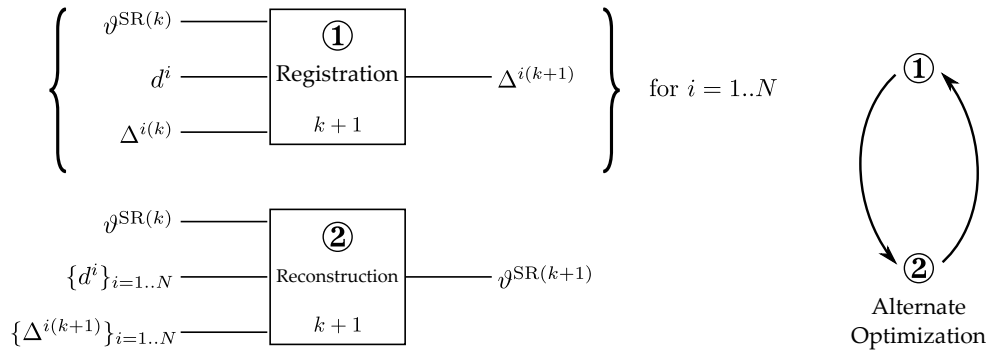 ϑ^SR(k)
d^i
Δ^i(k)
①
Registration
k + 1
Δ^i(k+1)
for i = 1..N
ϑ^SR(k)
{d^i}_i=1..N
{Δ^i(k+1)}_i=1..N
②
Reconstruction
k + 1
ϑ^SR(k+1)
①
②
Alternate
Optimization